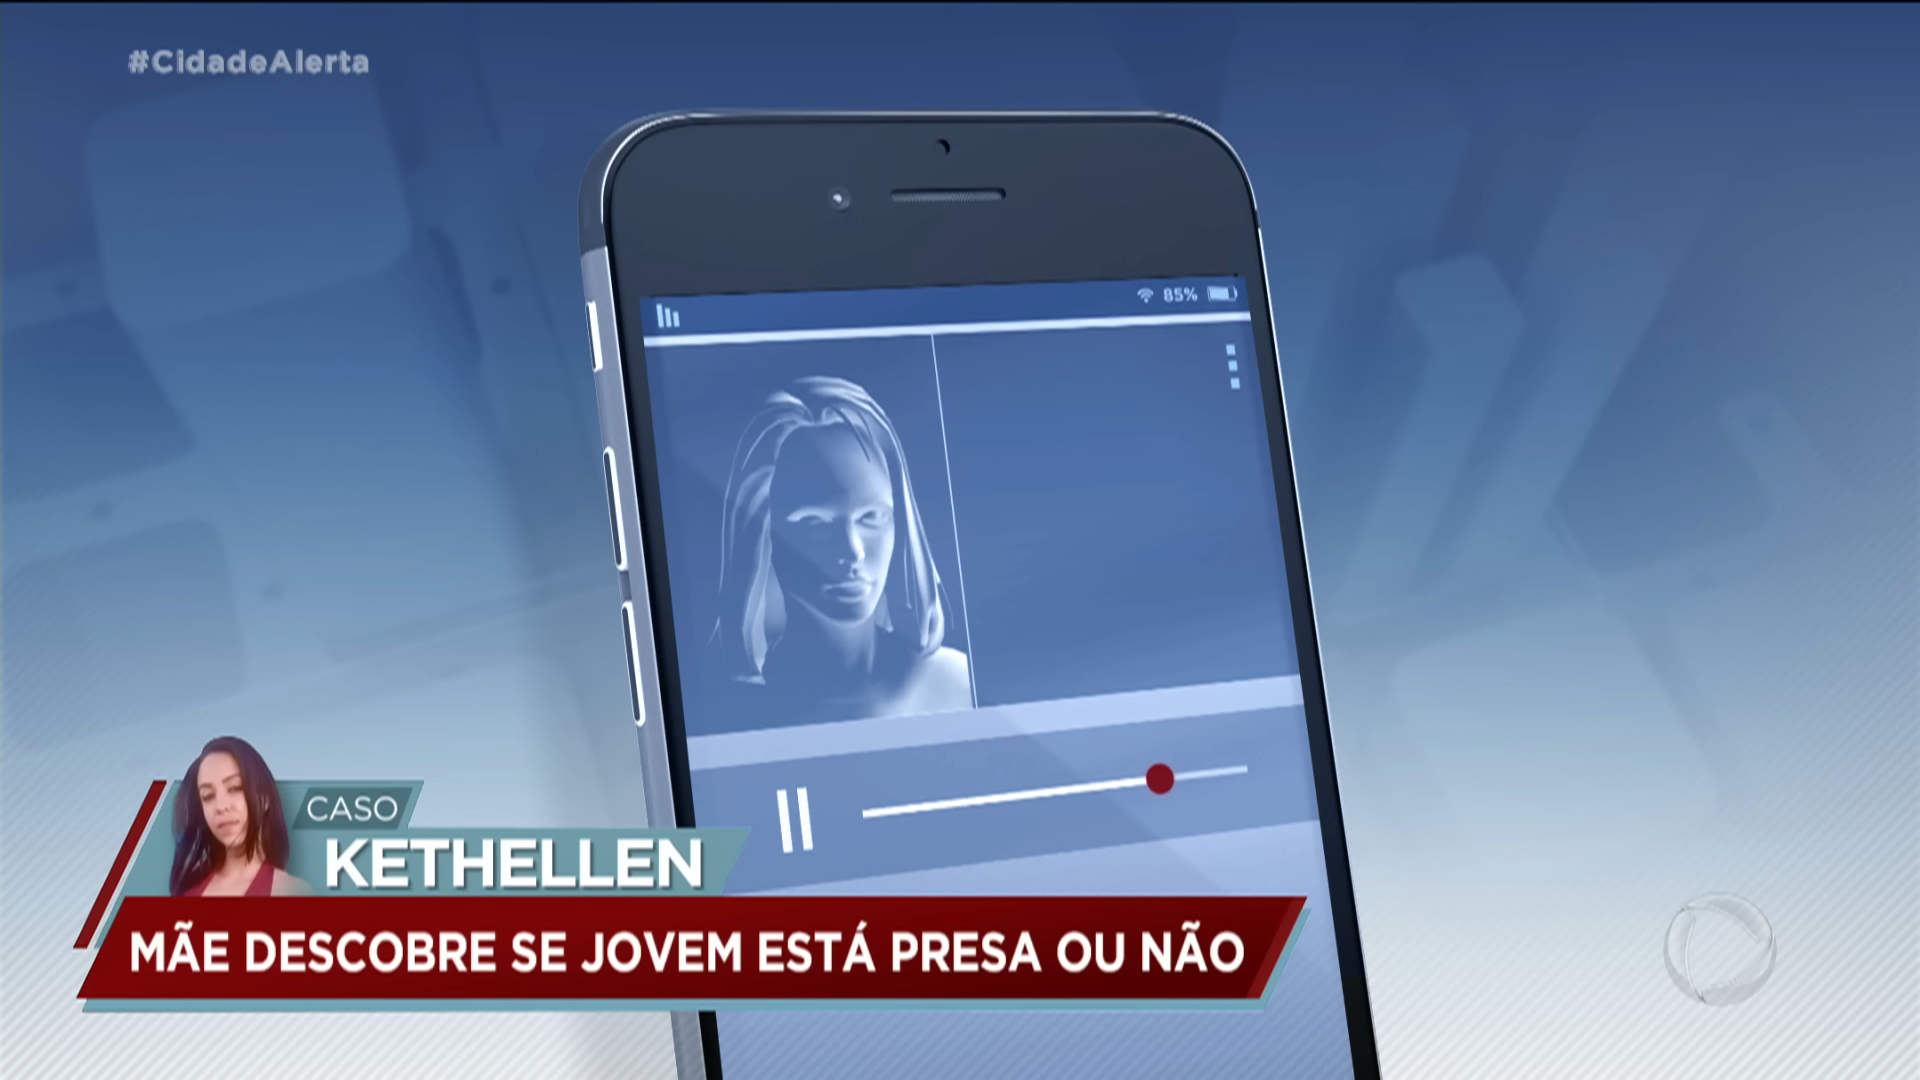 #CidadeAlerta
85%
CASO
KETHELLEN
MÃE DESCOBRE SE JOVEM ESTÁ PRESA OU NÃO